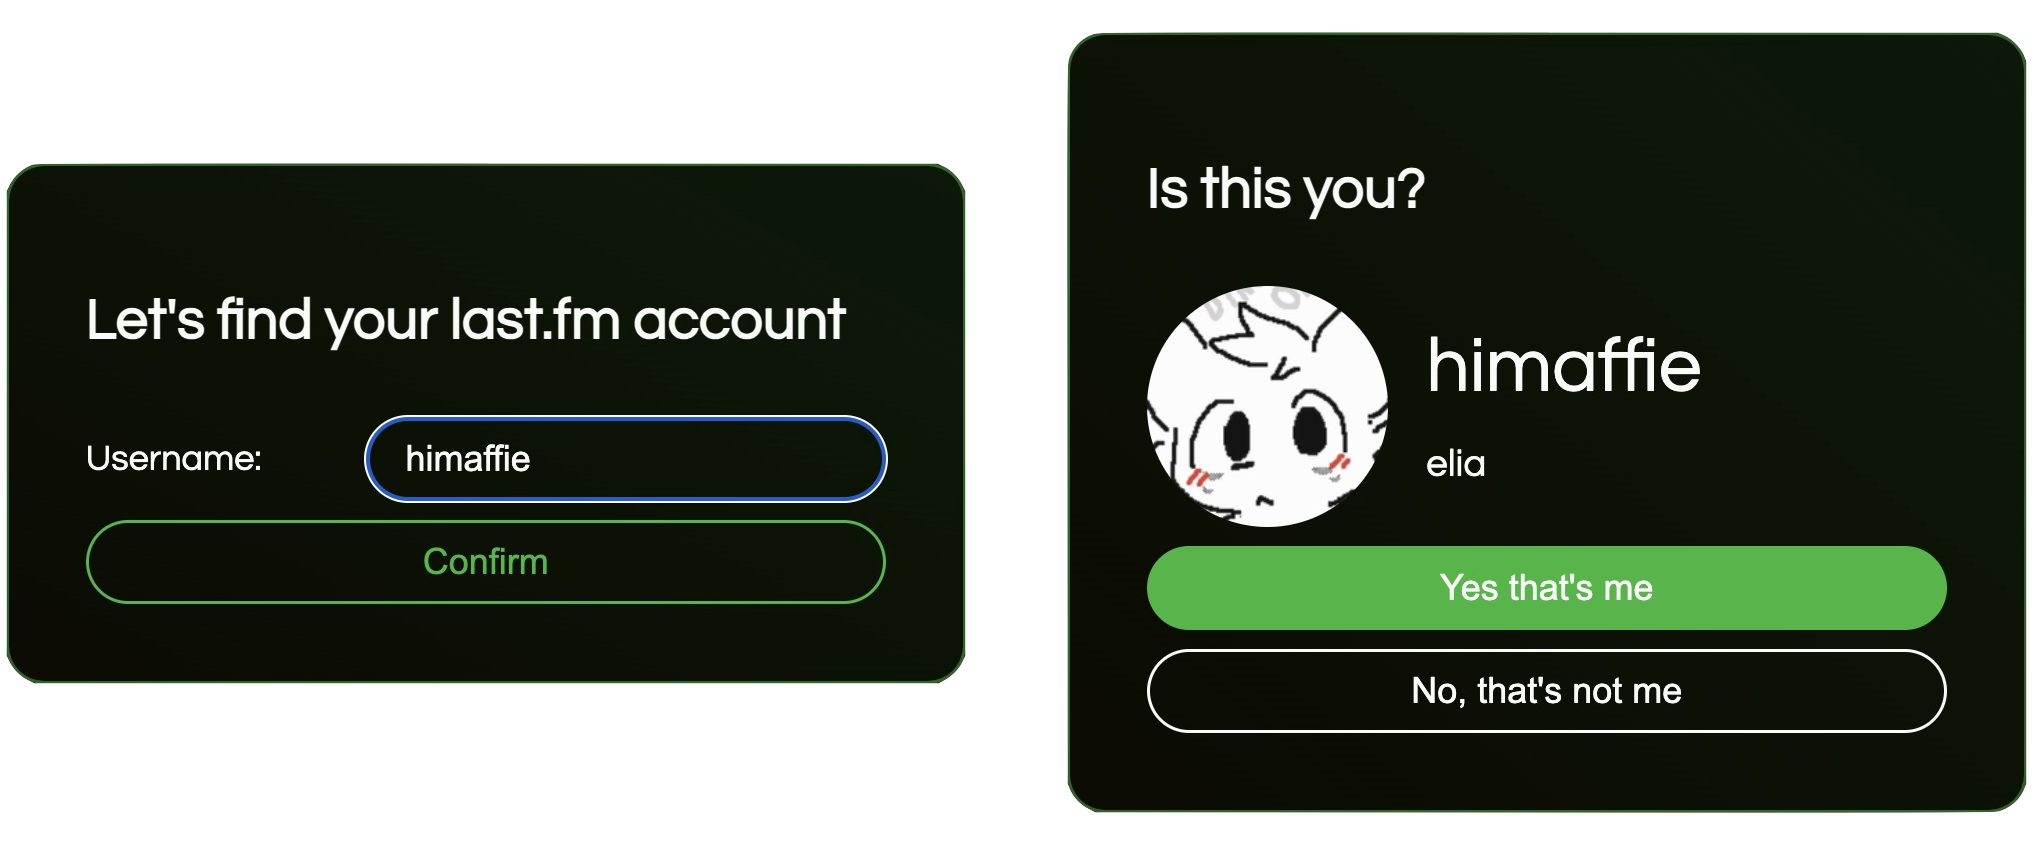 Let's find your last.fm account
Username:
himaffie
Confirm
Is this you?
himaffie
elia
Yes that's me
No, that's not me